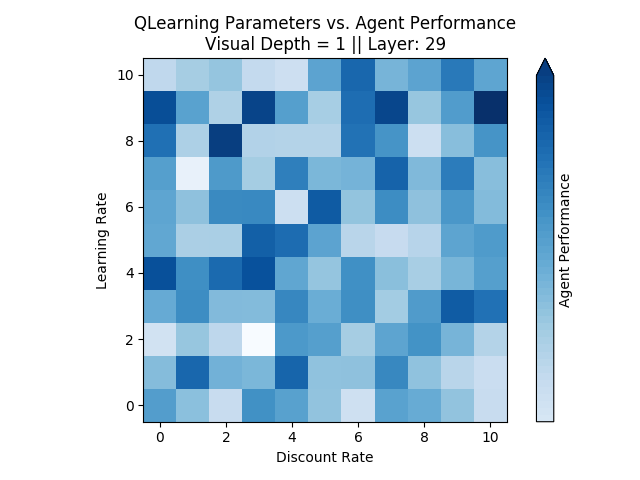 QLearning Parameters vs. Agent Performance
Visual Depth = 1 || Layer: 29
10
8
6
4
2
0
Learning Rate
0 2 4 6 8 10
Discount Rate
Agent Performance